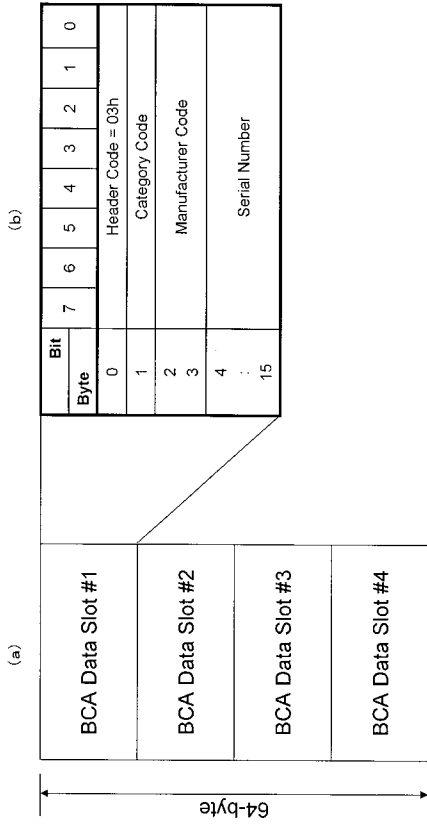 (a)
64-byte
BCA Data Slot #1
BCA Data Slot #2
BCA Data Slot #3
BCA Data Slot #4
(b)
Bit
Byte
7 6 5 4 3 2 1 0
0 Header Code = 03h
1 Category Code
2
3
Manufacturer Code
4
:
15
Serial Number